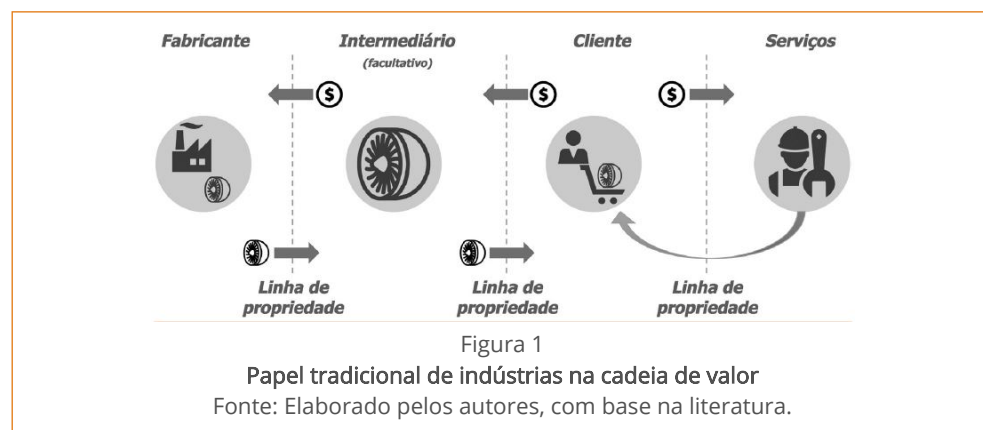 Fabricante
Intermediário
(facultativo)
Cliente
Serviços
$
$
$
Linha de
propriedade
Linha de
propriedade
Linha de
propriedade
Figura 1
Papel tradicional de indústrias na cadeia de valor
Fonte: Elaborado pelos autores, com base na literatura.